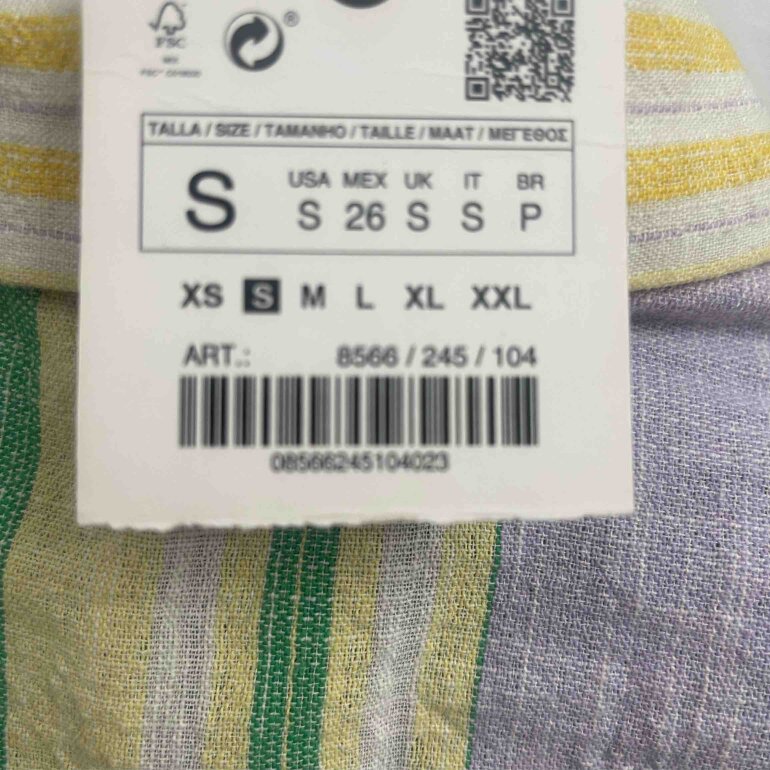 FSC
®
TALLA / SIZE / TAMANHO / TAILLE / MAAT / ΜΕΓΕΘΟΣ
S
USA MEX UK IT BR
S 26 S S P
XS S M L XL XXL
ART.: 8566 / 245 / 104
08566245104023